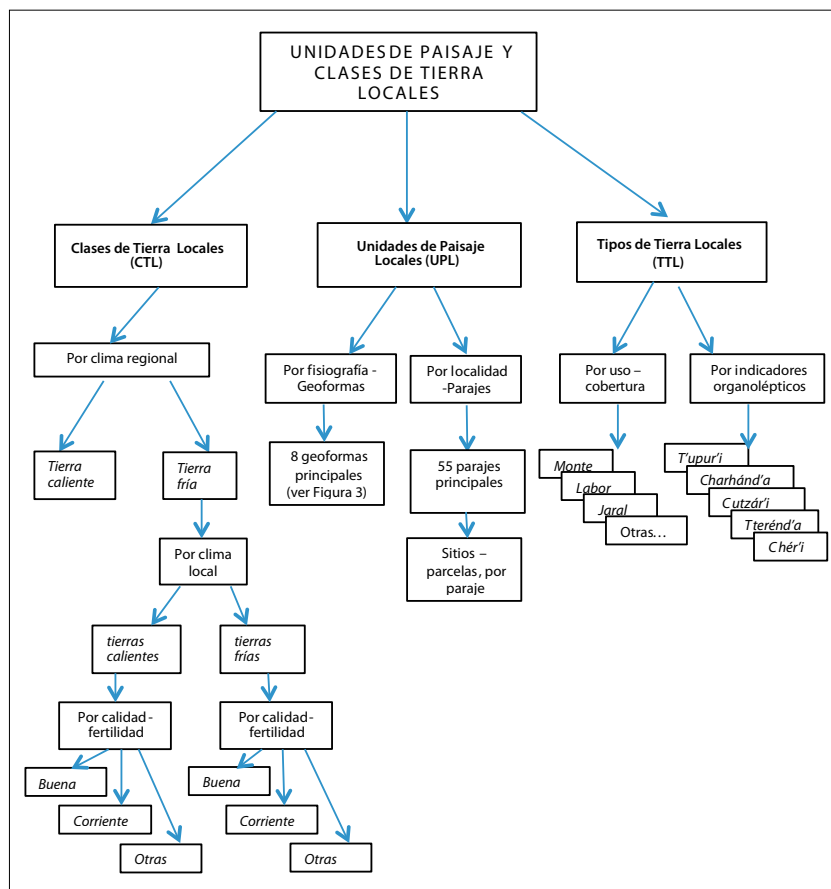 UNIDADES DE PAISAJE Y
CLASES DE TIERRA
LOCALES
Clases de Tierra Locales
(CTL)
Unidades de Paisaje
Locales (UPL)
Tipos de Tierra Locales
(TTL)
Por clima regional
Por fisiografía -
Geoformas
Por localidad
-Parajes
Por uso –
cobertura
Por indicadores
organolépticos
Tierra
caliente
Tierra
fría
8 geoformas
principales
(ver Figura 3)
55 parajes
principales
Monte
Labor
Jaral
Otras...
T'upur'i
Charhánd'a
Cutzár'i
Tterénd'a
Chér'i
Por clima
local
Sitios –
parcelas, por
paraje
tierras
calientes
tierras
frías
Por calidad-
fertilidad
Por calidad-
fertilidad
Buena
Corriente
Otras
Buena
Corriente
Otras